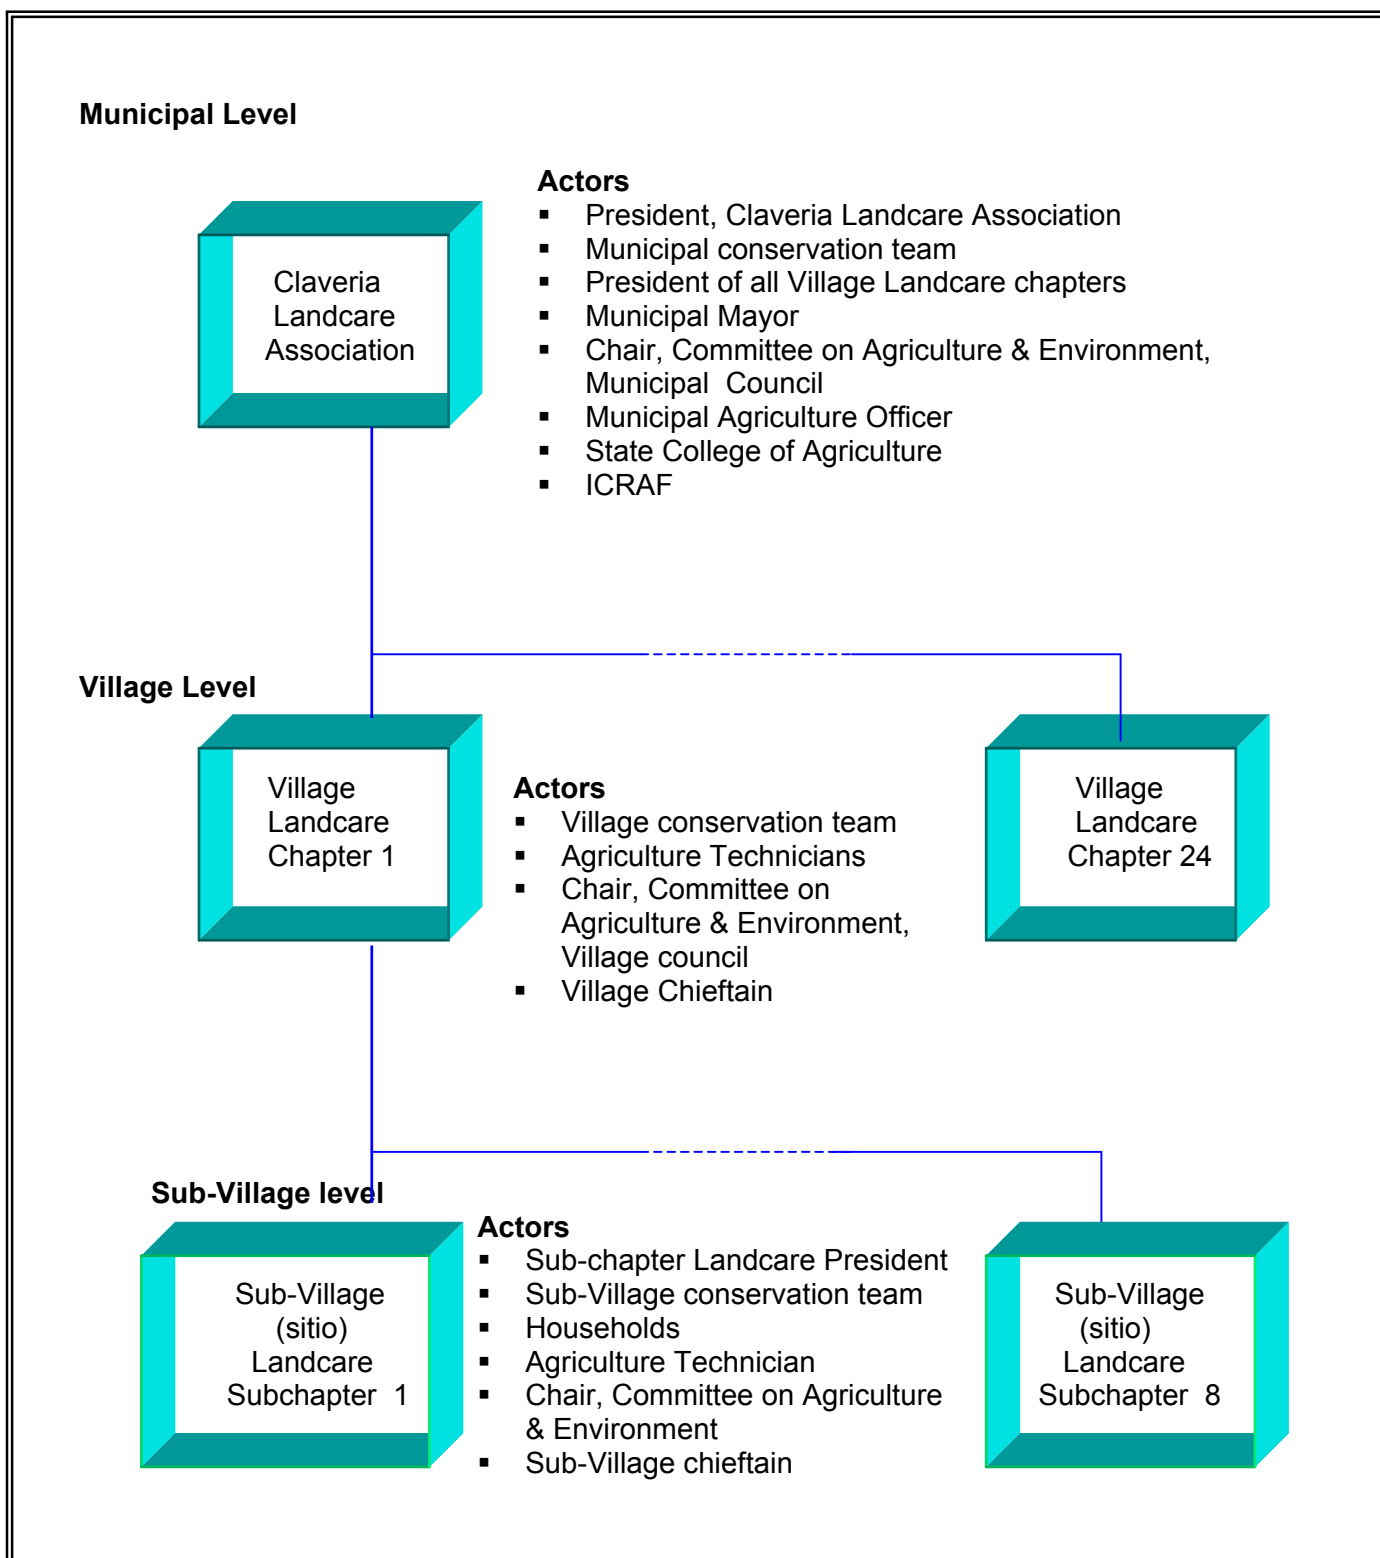 Municipal Level
Claveria
Landcare
Association
Actors
▪ President, Claveria Landcare Association
▪ Municipal conservation team
▪ President of all Village Landcare chapters
▪ Municipal Mayor
▪ Chair, Committee on Agriculture & Environment,
Municipal Council
▪ Municipal Agriculture Officer
▪ State College of Agriculture
▪ ICRAF
Village Level
Village
Landcare
Chapter 1
Actors
▪ Village conservation team
▪ Agriculture Technicians
▪ Chair, Committee on
Agriculture & Environment,
Village council
▪ Village Chieftain
Village
Landcare
Chapter 24
Sub-Village level
Sub-Village
(sitio)
Landcare
Subchapter 1
Actors
▪ Sub-chapter Landcare President
▪ Sub-Village conservation team
▪ Households
▪ Agriculture Technician
▪ Chair, Committee on Agriculture
& Environment
▪ Sub-Village chieftain
Sub-Village
(sitio)
Landcare
Subchapter 8